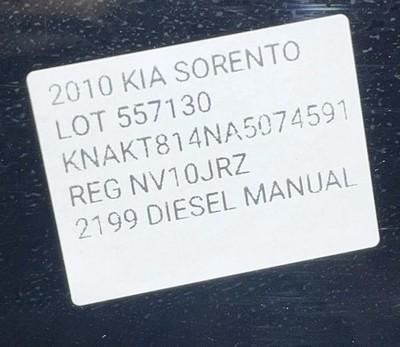 2010 KIA SORENTO
LOT 557130
KNAKT814NA5074591
REG NV10JRZ
2199 DIESEL MANUAL